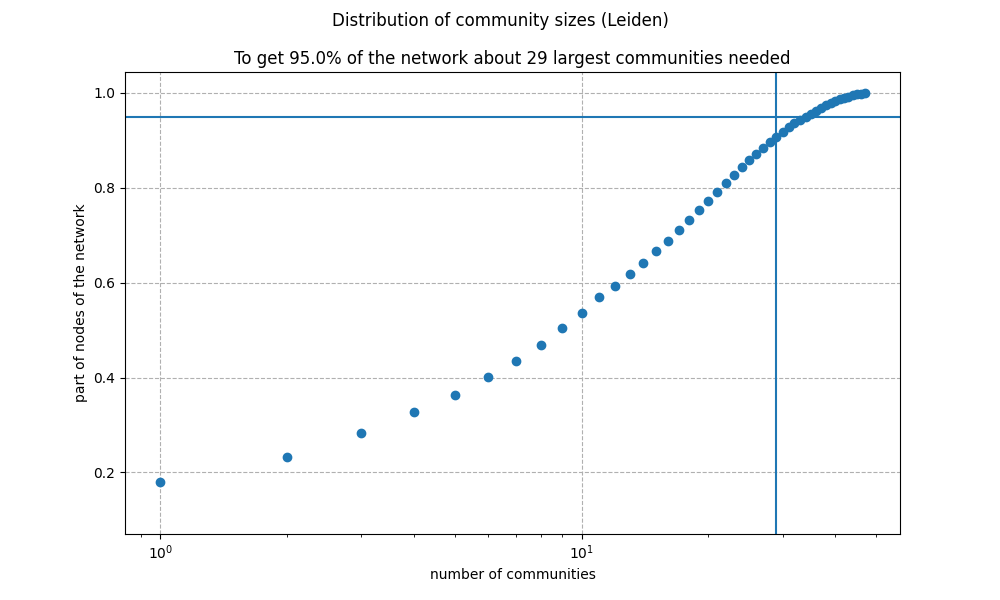 Distribution of community sizes (Leiden)
To get 95.0% of the network about 29 largest communities needed
part of nodes of the network
1.0
0.8
0.6
0.4
0.2
10⁰
10¹
number of communities